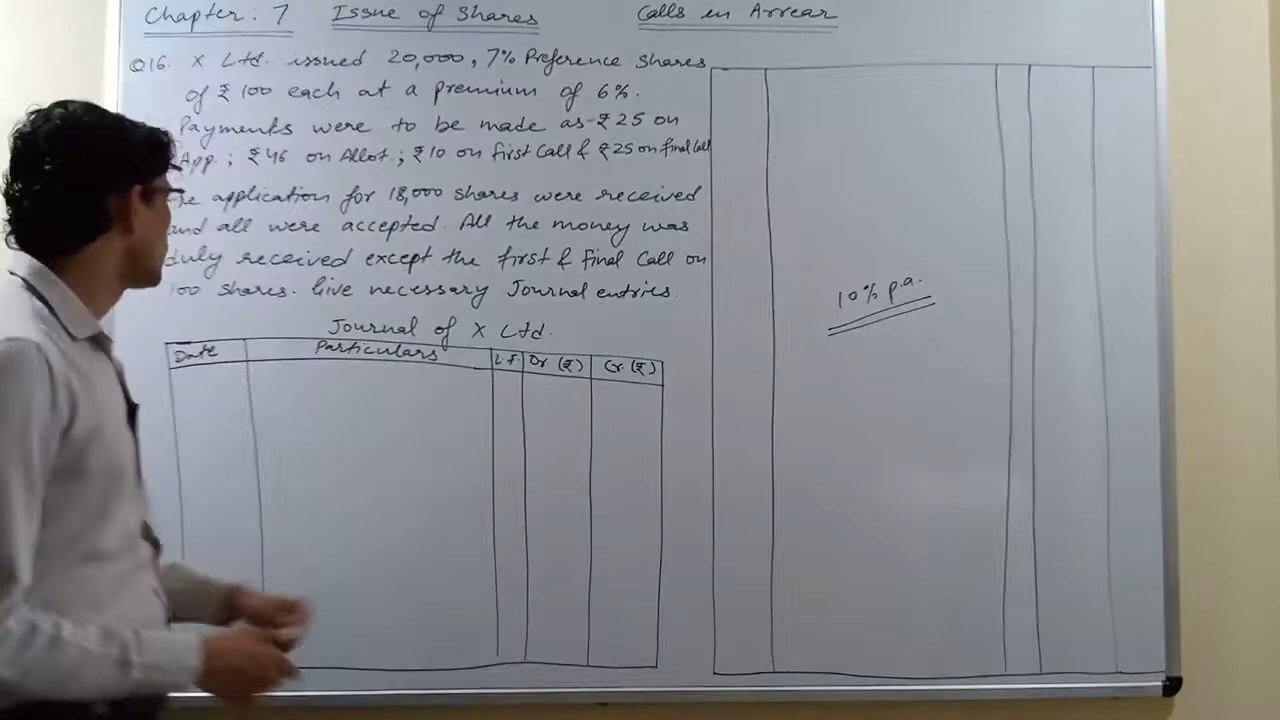 Chapter: 7 Issue of Shares Calls in Arrear
Q16. X Ltd. issued 20,000, 7% Preference Shares
of ₹100 each at a premium of 6%.
Payments were to be made as - ₹25 on
App ; ₹46 on Allot ; ₹10 on first Call & ₹25 on final Call
application for 18,000 shares were received
and all were accepted. All the money was
duly received except the first & final Call on
shares. Give necessary Journal entries.
Journal of X Ltd.
Date Particulars L.F. Dr. (₹) Cr. (₹)
10% p.a.